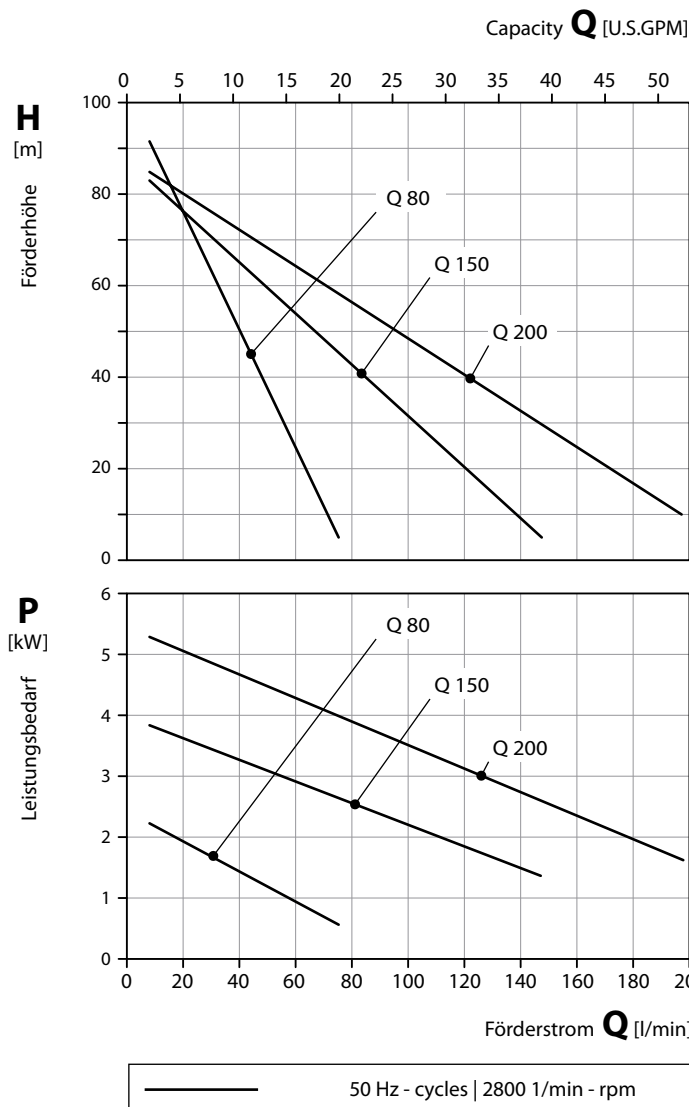 Capacity Q [U.S.GPM]
0 5 10 15 20 25 30 35 40 45 50
H
[m]
Förderhöhe
100
80
60
40
20
0
Q 80
Q 150
Q 200
P
[kW]
Leistungsbedarf
6
5
4
3
2
1
0
Q 80
Q 150
Q 200
0 20 40 60 80 100 120 140 160 180 20
Förderstrom Q [l/min]
50 Hz - cycles | 2800 1/min - rpm